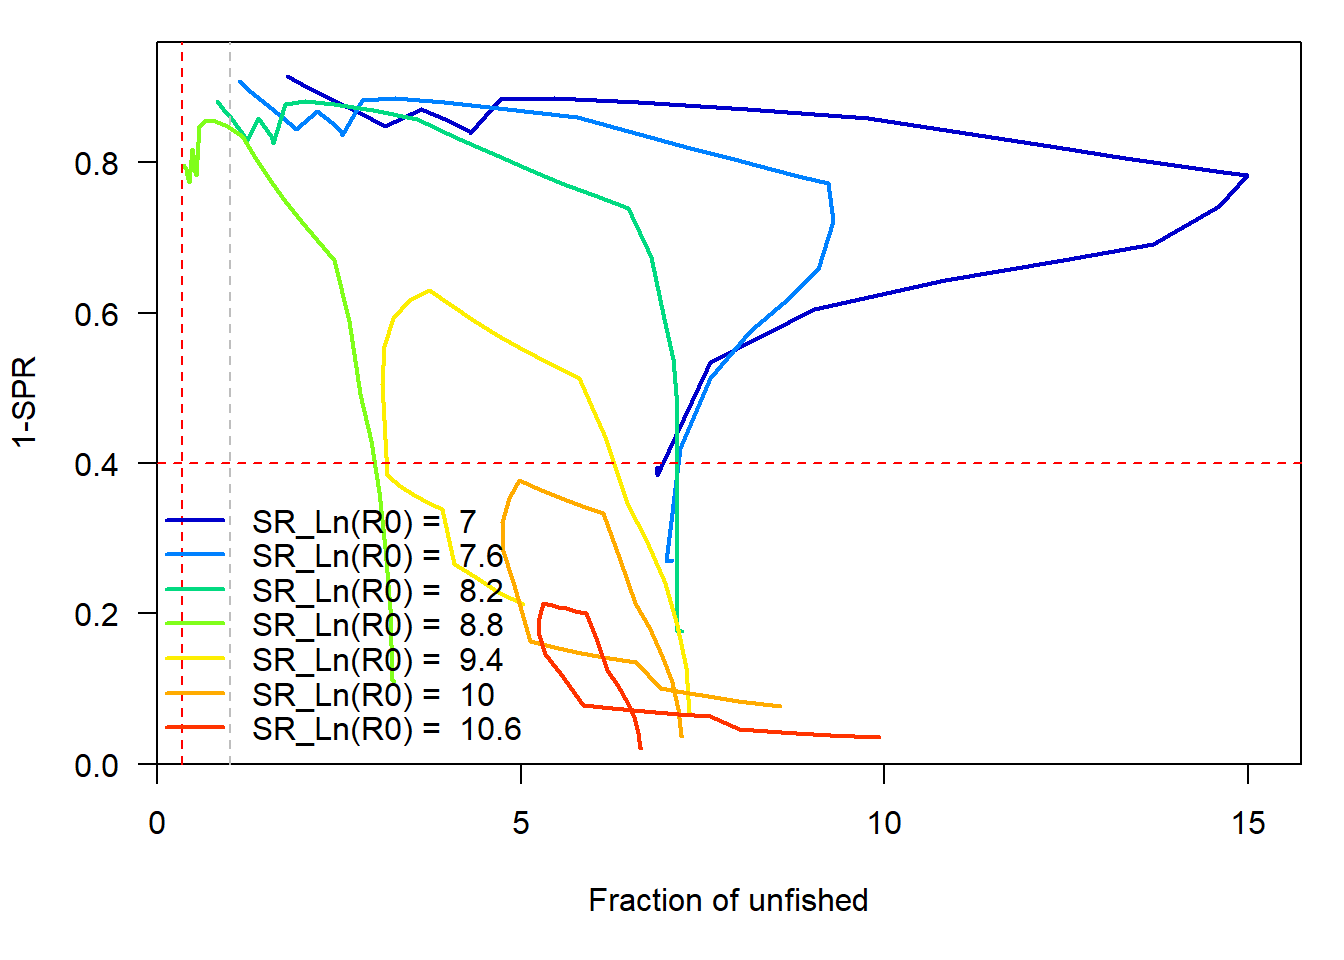 0.8
0.6
0.4
0.2
0.0
1-SPR
SR_Ln(R0) = 7
SR_Ln(R0) = 7.6
SR_Ln(R0) = 8.2
SR_Ln(R0) = 8.8
SR_Ln(R0) = 9.4
SR_Ln(R0) = 10
SR_Ln(R0) = 10.6
0 5 10 15
Fraction of unfished